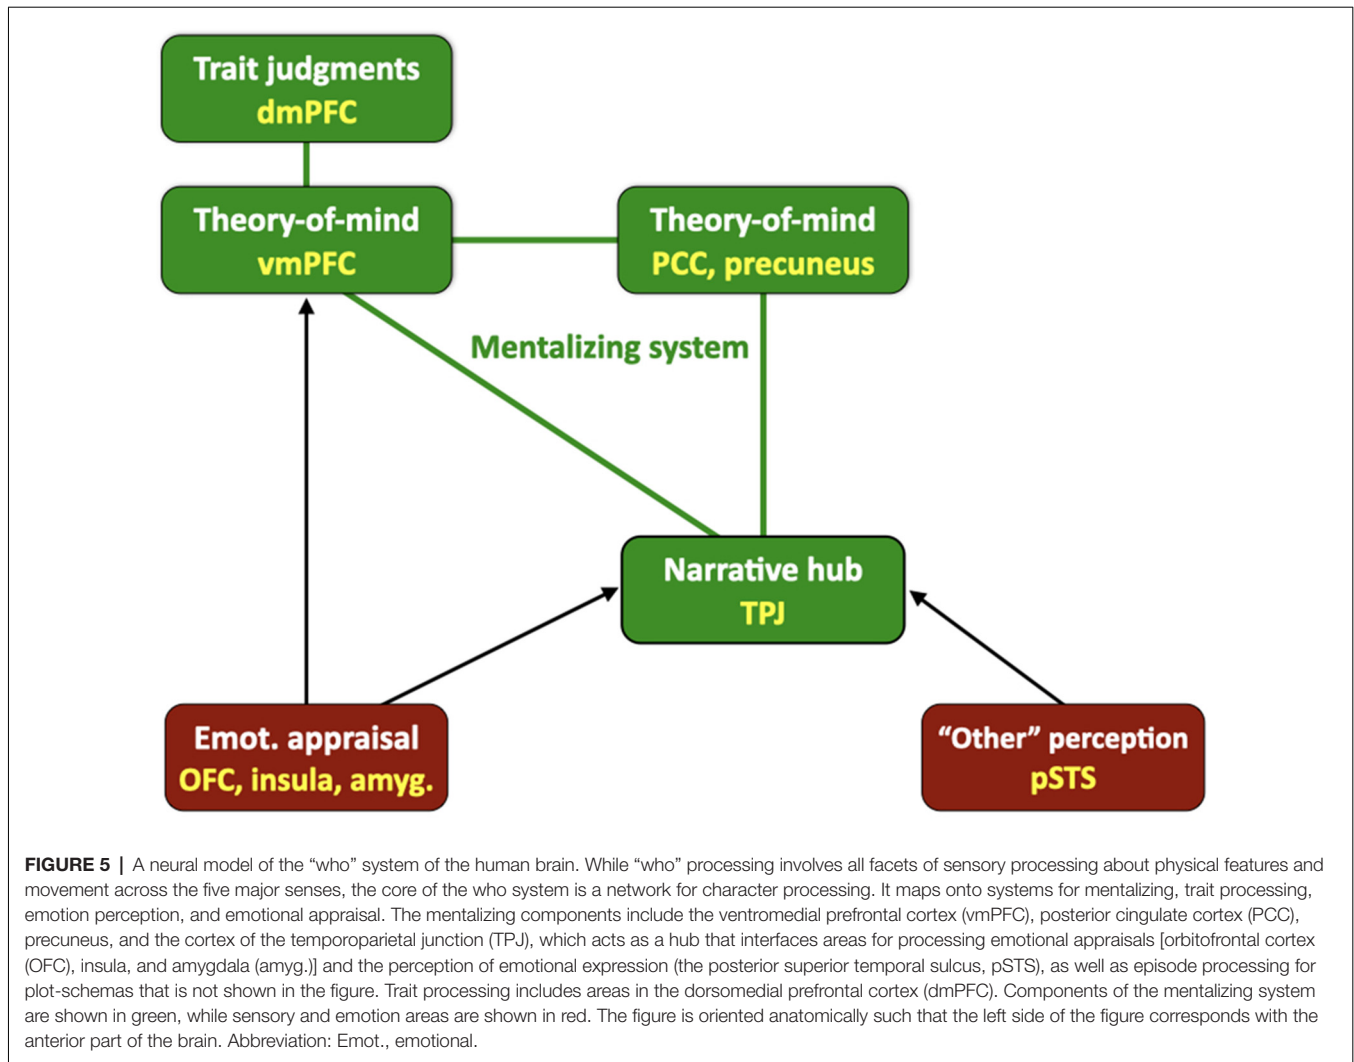 Trait judgments
dmPFC
Theory-of-mind
vmPFC
Theory-of-mind
PCC, precuneus
Mentalizing system
Narrative hub
TPJ
Emot. appraisal
OFC, insula, amyg.
“Other” perception
pSTS
FIGURE 5 | A neural model of the “who” system of the human brain. While “who” processing involves all facets of sensory processing about physical features and
movement across the five major senses, the core of the who system is a network for character processing. It maps onto systems for mentalizing, trait processing,
emotion perception, and emotional appraisal. The mentalizing components include the ventromedial prefrontal cortex (vmPFC), posterior cingulate cortex (PCC),
precuneus, and the cortex of the temporoparietal junction (TPJ), which acts as a hub that interfaces areas for processing emotional appraisals [orbitofrontal cortex
(OFC), insula, and amygdala (amyg.)] and the perception of emotional expression (the posterior superior temporal sulcus, pSTS), as well as episode processing for
plot-schemas that is not shown in the figure. Trait processing includes areas in the dorsomedial prefrontal cortex (dmPFC). Components of the mentalizing system
are shown in green, while sensory and emotion areas are shown in red. The figure is oriented anatomically such that the left side of the figure corresponds with the
anterior part of the brain. Abbreviation: Emot., emotional.